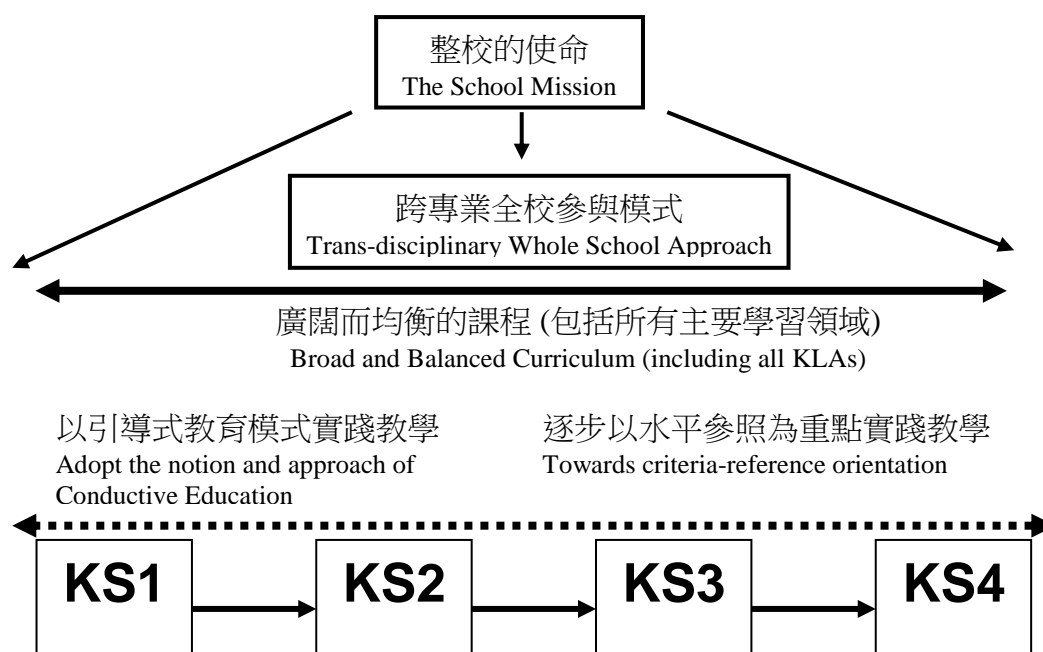 整校的使命
The School Mission
跨專業全校參與模式
Trans-disciplinary Whole School Approach
廣闊而均衡的課程 (包括所有主要學習領域)
Broad and Balanced Curriculum (including all KLAs)
以引導式教育模式實踐教學
Adopt the notion and approach of
Conductive Education
逐步以水平參照為重點實踐教學
Towards criteria-reference orientation
KS1
KS2
KS3
KS4